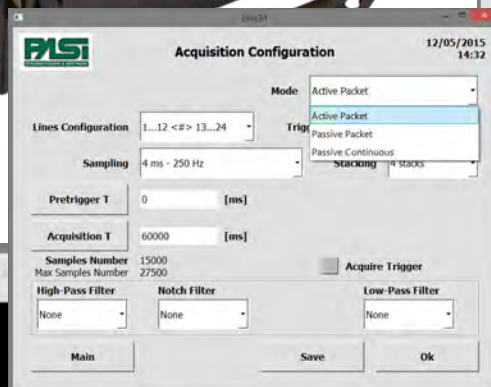 Linx24
PASI
Acquisition Configuration
12/05/2015
14:32
Mode
Active Packet
Active Packet
Passive Packet
Passive Continuous
Lines Configuration
1...12 <#> 13...24
Trig
Sampling
4 ms - 250 Hz
Stacking
4 stacks
Pretrigger T
0
[ms]
Acquisition T
60000
[ms]
Samples Number
15000
Max Samples Number
27500
Acquire Trigger
High-Pass Filter
Notch Filter
Low-Pass Filter
None
None
None
Main
Save
Ok